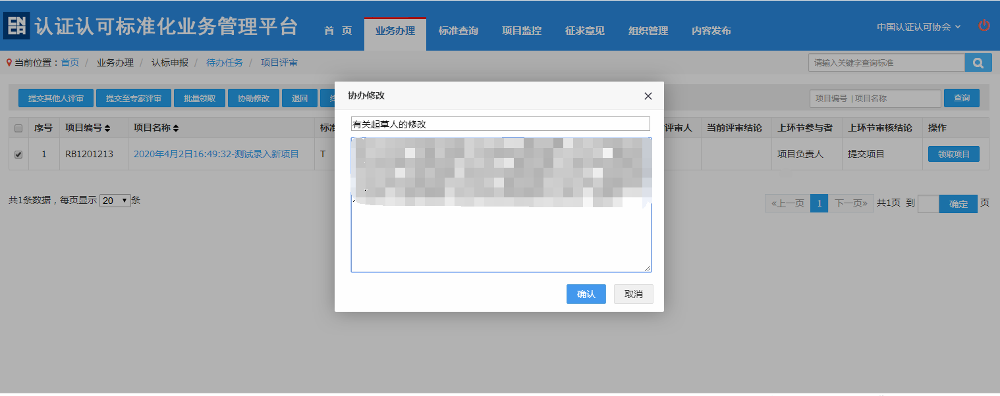 认证认可标准化业务管理平台
首 页 业务办理 标准查询 项目监控 征求意见 组织管理 内容发布 中国认证认可协会
当前位置：首页 / 业务办理 / 认标申报 / 待办任务 / 项目评审 请输入关键字查询标准
提交其他人评审 提交至专家评审 批量领取 协助修改 退回 项目编号 | 项目名称 查询
协办修改
有关起草人的修改
序号 项目编号 项目名称 标准 评审人 当前评审结论 上环节参与者 上环节审核结论 操作
1 RB1201213 2020年4月2日16:49:32-测试录入新项目 T 项目负责人 提交项目 领取项目
共1条数据，每页显示 20 条 «上一页 1 下一页» 共1页 到 确定 页
确认 取消